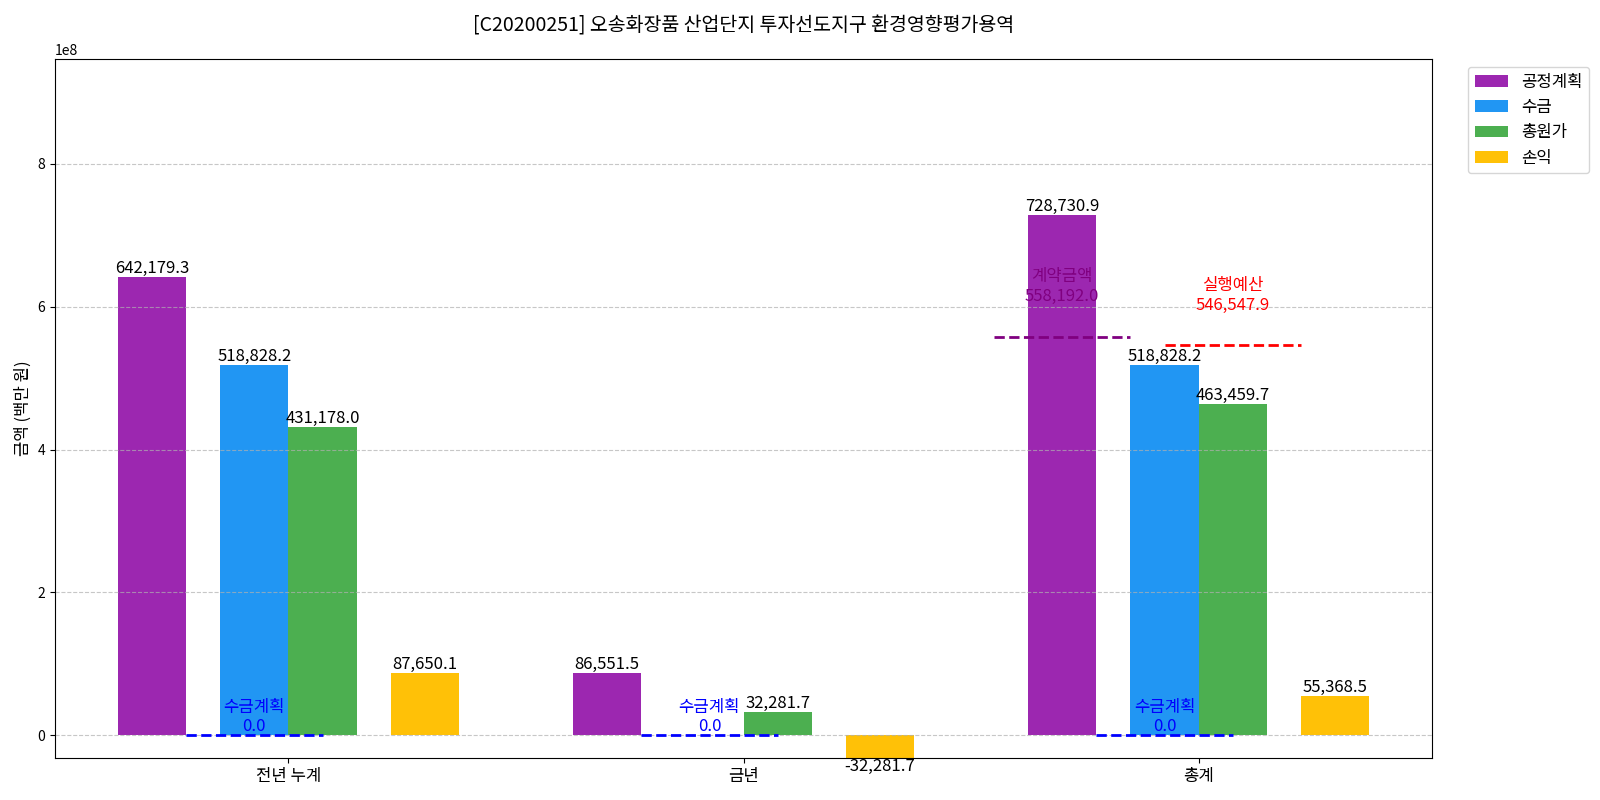 [C20200251] 오송화장품 산업단지 투자선도지구 환경영향평가용역
1e8
공정계획
수금
총원가
손익
금액 (백만 원)
8
6
4
2
0
642,179.3
518,828.2
431,178.0
87,650.1
수금계획
0.0
86,551.5
수금계획
0.0
32,281.7
-32,281.7
728,730.9
계약금액
558,192.0
실행예산
546,547.9
518,828.2
463,459.7
수금계획
0.0
55,368.5
전년 누계
금년
총계